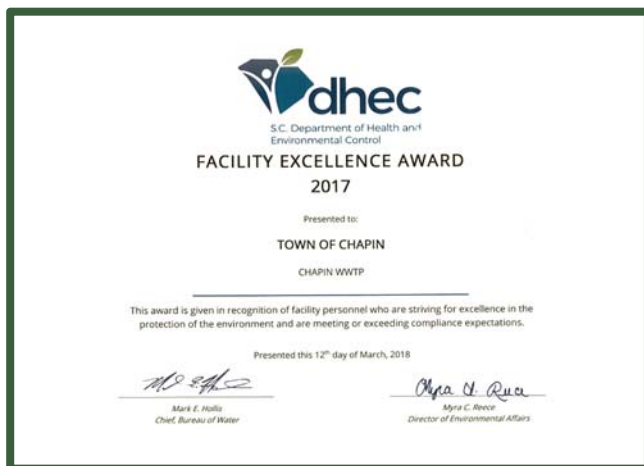 dhec
S.C. Department of Health and
Environmental Control
FACILITY EXCELLENCE AWARD
2017
Presented to:
TOWN OF CHAPIN
CHAPIN WWTP
This award is given in recognition of facility personnel who are striving for excellence in the
protection of the environment and are meeting or exceeding compliance expectations.
Presented this 12th day of March, 2018
Mark E. Hollis
Chief, Bureau of Water
Myra C. Reece
Director of Environmental Affairs